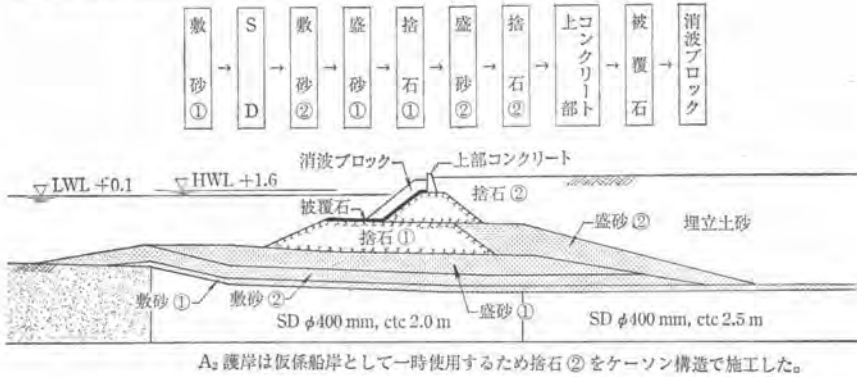 敷砂① → SD → 敷砂② → 盛砂① → 捨石① → 盛砂② → 捨石② → 上部コンクリート → 被覆石 → 消波ブロック
消波ブロック
上部コンクリート
LWL +0.1
HWL +1.6
捨石②
被覆石
盛砂②
埋立土砂
捨石①
敷砂①
敷砂②
盛砂①
SD φ400 mm, ctc 2.0 m
SD φ400 mm, ctc 2.5 m
A₂ 護岸は仮係船岸として一時使用するため捨石②をケーソン構造で施工した。